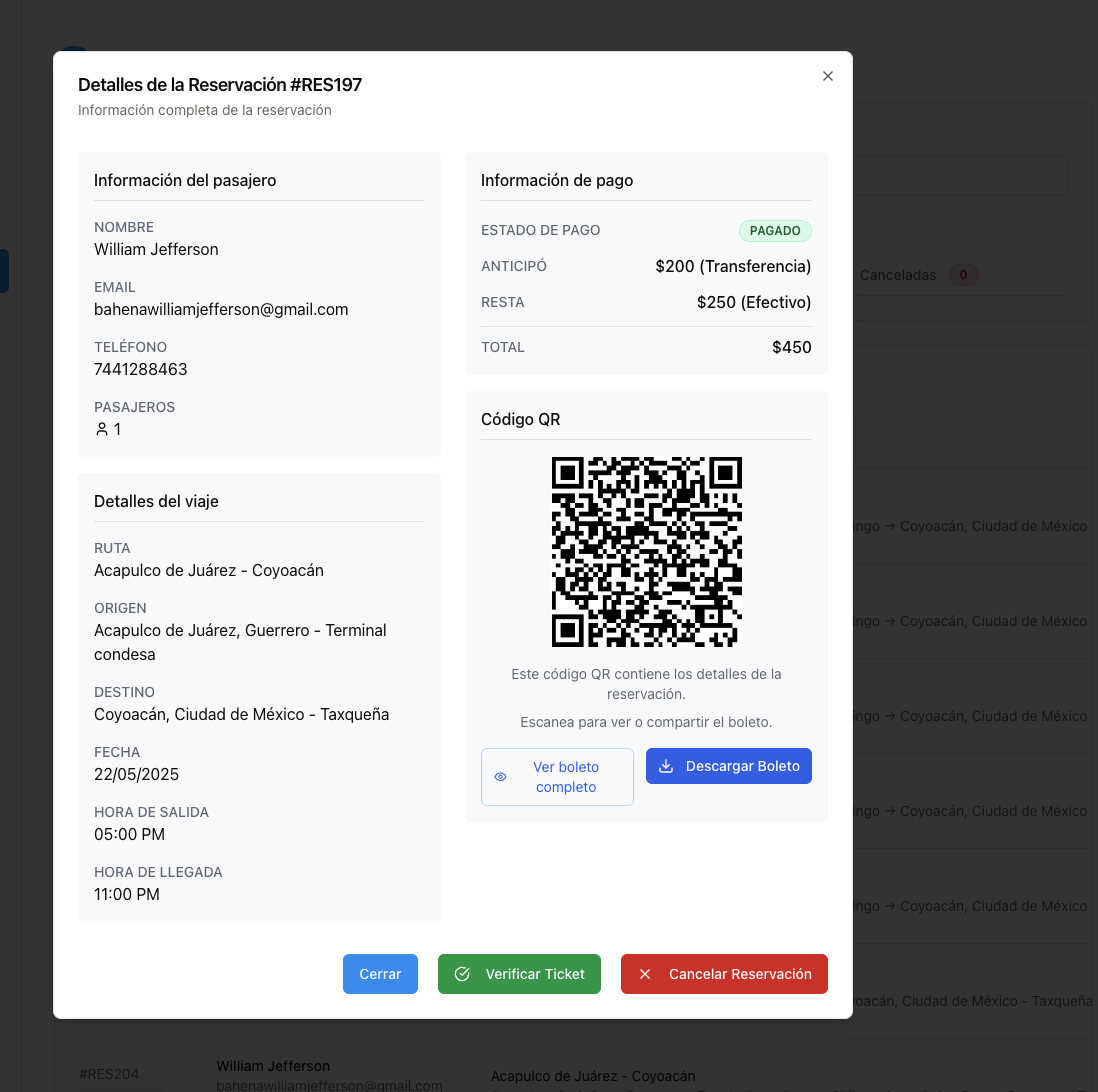 Detalles de la Reservación #RES197
Información completa de la reservación
Información del pasajero
NOMBRE
William Jefferson
EMAIL
bahenawilliamjefferson@gmail.com
TELÉFONO
7441288463
PASAJEROS
1
Detalles del viaje
RUTA
Acapulco de Juárez - Coyoacán
ORIGEN
Acapulco de Juárez, Guerrero - Terminal
condesa
DESTINO
Coyoacán, Ciudad de México - Taxqueña
FECHA
22/05/2025
HORA DE SALIDA
05:00 PM
HORA DE LLEGADA
11:00 PM
Información de pago
ESTADO DE PAGO PAGADO
ANTICIPÓ $200 (Transferencia)
RESTA $250 (Efectivo)
TOTAL $450
Código QR
Este código QR contiene los detalles de la
reservación.
Escanea para ver o compartir el boleto.
Ver boleto
completo
Descargar Boleto
Cerrar
Verificar Ticket
Cancelar Reservación
Canceladas 0
ingo → Coyoacán, Ciudad de México
ingo → Coyoacán, Ciudad de México
ingo → Coyoacán, Ciudad de México
ingo → Coyoacán, Ciudad de México
ingo → Coyoacán, Ciudad de México
yoacán, Ciudad de México - Taxqueña
#RES204
William Jefferson
bahenawilliamjefferson@gmail.com
Acapulco de Juárez - Coyoacán